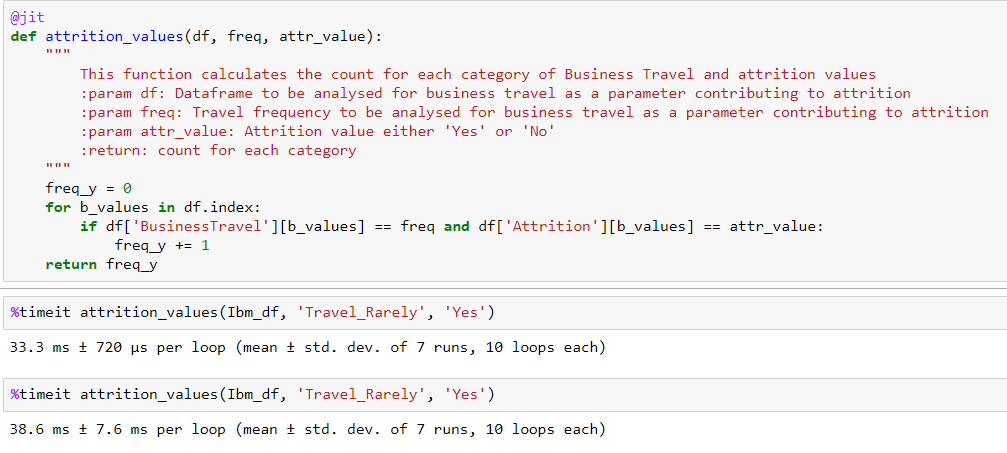 @jit
def attrition_values(df, freq, attr_value):
    """
        This function calculates the count for each category of Business Travel and attrition values
        :param df: Dataframe to be analysed for business travel as a parameter contributing to attrition
        :param freq: Travel frequency to be analysed for business travel as a parameter contributing to attrition
        :param attr_value: Attrition value either 'Yes' or 'No'
        :return: count for each category
    """
    freq_y = 0
    for b_values in df.index:
        if df['BusinessTravel'][b_values] == freq and df['Attrition'][b_values] == attr_value:
            freq_y += 1
    return freq_y
%timeit attrition_values(Ibm_df, 'Travel_Rarely', 'Yes')
33.3 ms ± 720 µs per loop (mean ± std. dev. of 7 runs, 10 loops each)
%timeit attrition_values(Ibm_df, 'Travel_Rarely', 'Yes')
38.6 ms ± 7.6 ms per loop (mean ± std. dev. of 7 runs, 10 loops each)